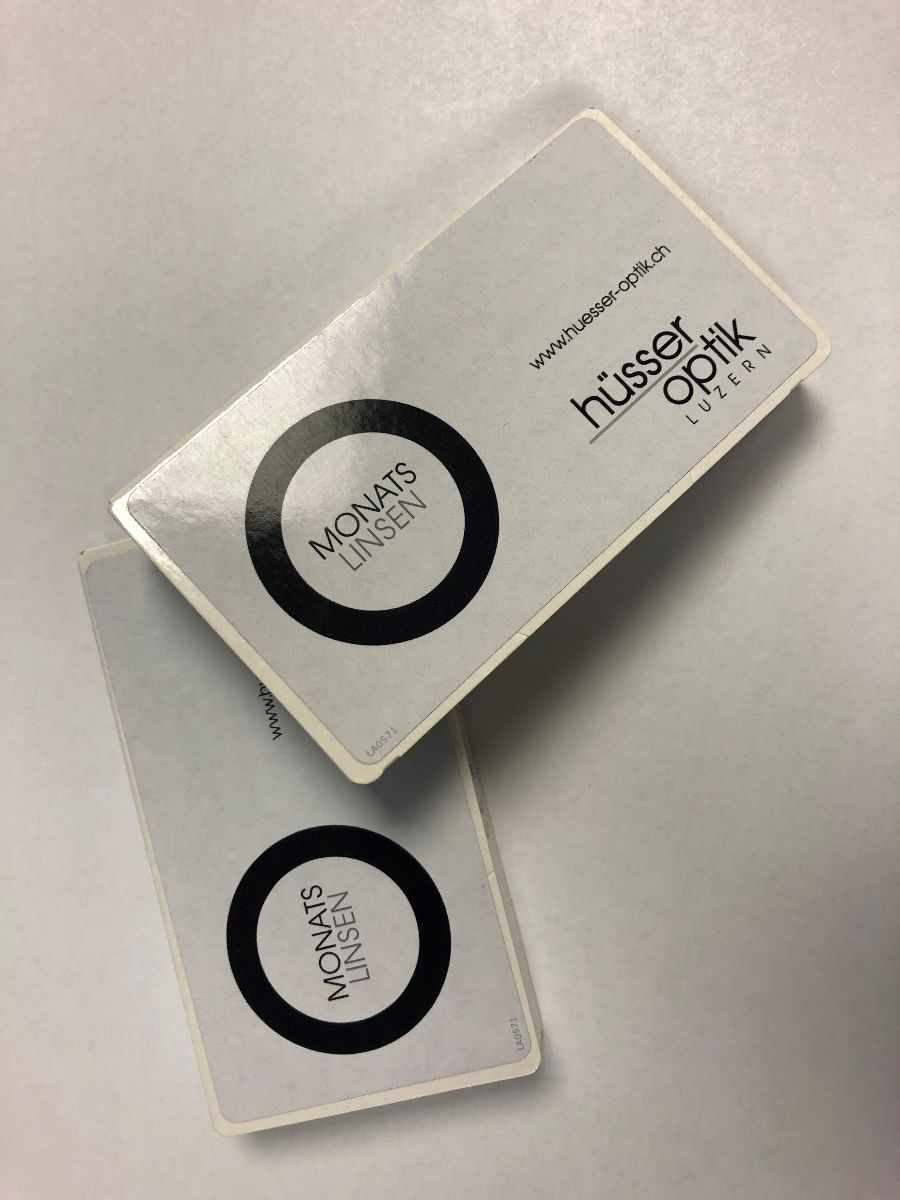 www.huesser-optik.ch
hüsser
optik
LUZERN
MONATS
LINSEN
LA0571
MONATS
LINSEN
LA0571